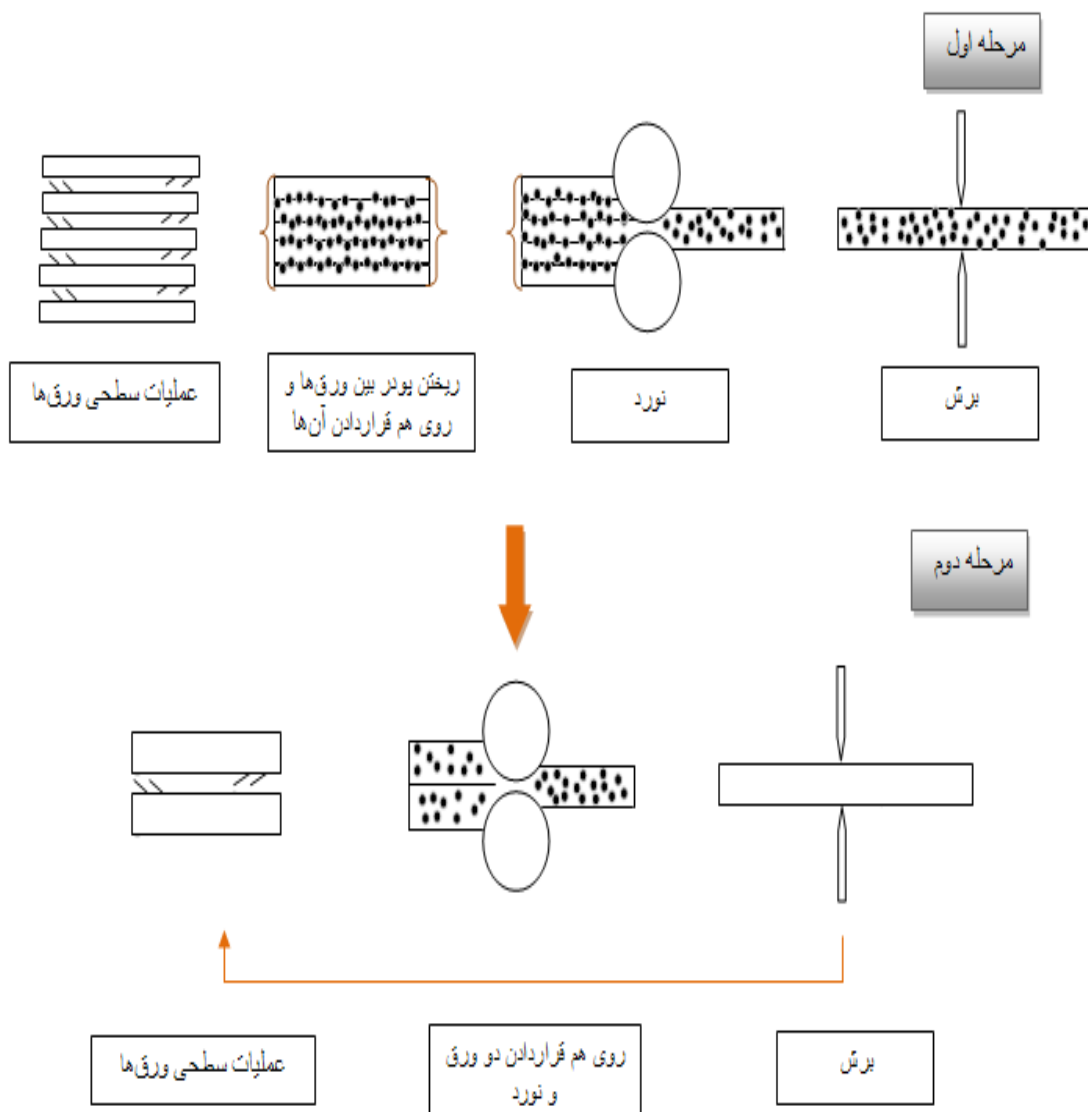 مرحله اول
عملیات سطحی ورق‌ها
ریختن پودر بین ورق‌ها و
روی هم قراردادن آن‌ها
نورد
برش
مرحله دوم
عملیات سطحی ورق‌ها
روی هم قراردادن دو ورق
و نورد
برش